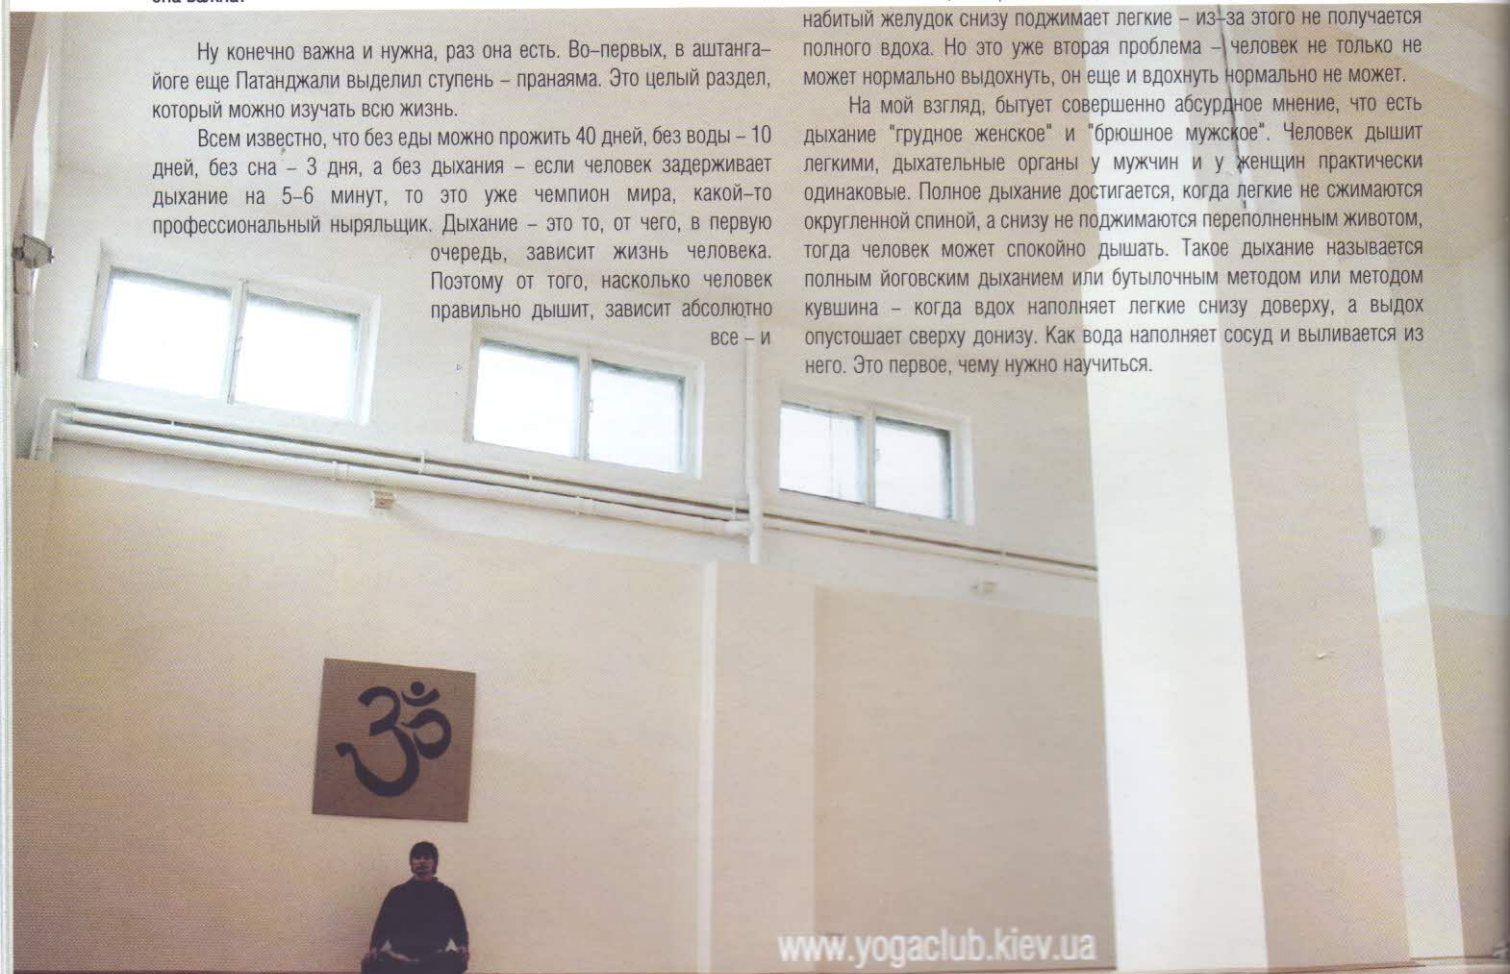 Ну конечно важна и нужна, раз она есть. Во-первых, в аштанга-
йоге еще Патанджали выделил ступень – пранаяма. Это целый раздел,
который можно изучать всю жизнь.
Всем известно, что без еды можно прожить 40 дней, без воды – 10
дней, без сна – 3 дня, а без дыхания – если человек задерживает
дыхание на 5–6 минут, то это уже чемпион мира, какой–то
профессиональный ныряльщик. Дыхание – это то, от чего, в первую
очередь, зависит жизнь человека.
Поэтому от того, насколько человек
правильно дышит, зависит абсолютно
все – и
набитый желудок снизу поджимает легкие – из–за этого не получается
полного вдоха. Но это уже вторая проблема – человек не только не
может нормально выдохнуть, он еще и вдохнуть нормально не может.
На мой взгляд, бытует совершенно абсурдное мнение, что есть
дыхание "грудное женское" и "брюшное мужское". Человек дышит
легкими, дыхательные органы у мужчин и у женщин практически
одинаковые. Полное дыхание достигается, когда легкие не сжимаются
округленной спиной, а снизу не поджимаются переполненным животом,
тогда человек может спокойно дышать. Такое дыхание называется
полным йоговским дыханием или бутылочным методом или методом
кувшина – когда вдох наполняет легкие снизу доверху, а выдох
опустошает сверху донизу. Как вода наполняет сосуд и выливается из
него. Это первое, чему нужно научиться.
ॐ
www.yogaclub.kiev.ua